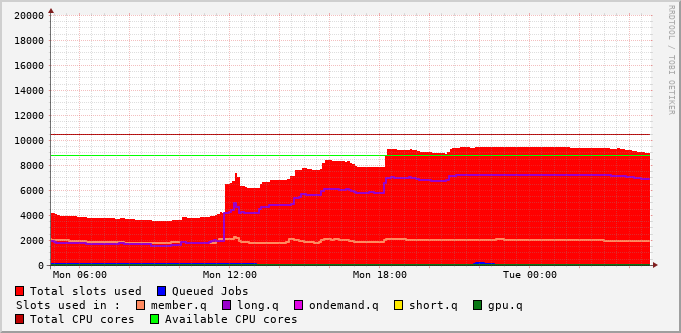 20000
18000
16000
14000
12000
10000
8000
6000
4000
2000
0
Mon 06:00 Mon 12:00 Mon 18:00 Tue 00:00
Total slots used Queued Jobs
Slots used in : member.q long.q ondemand.q short.q gpu.q
Total CPU cores Available CPU cores
RRDTOOL / TOBI OETIKER